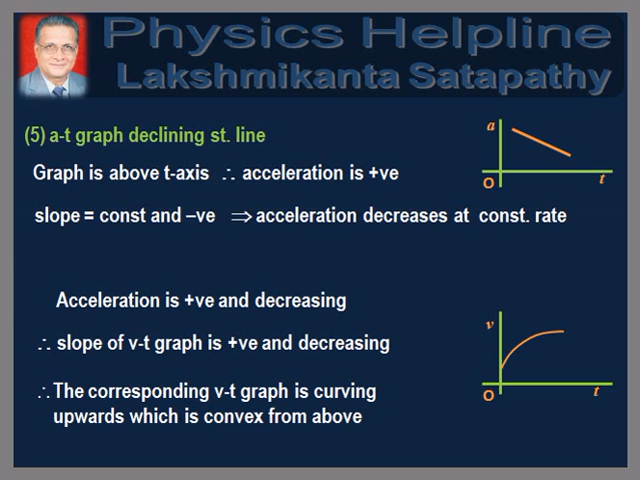 Physics Helpline
Lakshmikanta Satapathy
(5) a-t graph declining st. line
Graph is above t-axis ∴ acceleration is +ve
slope = const and –ve ⇒ acceleration decreases at const. rate
a
O
t
Acceleration is +ve and decreasing
∴ slope of v-t graph is +ve and decreasing
∴ The corresponding v-t graph is curving
upwards which is convex from above
v
O
t